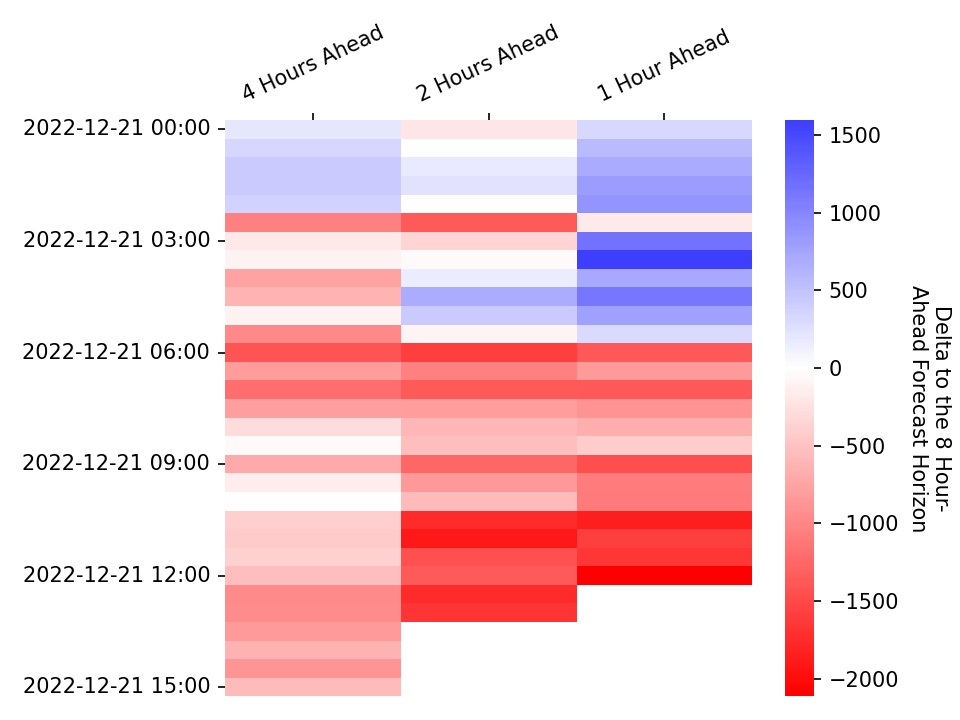 4 Hours Ahead
2 Hours Ahead
1 Hour Ahead
2022-12-21 00:00
2022-12-21 03:00
2022-12-21 06:00
2022-12-21 09:00
2022-12-21 12:00
2022-12-21 15:00
1500
1000
500
0
−500
−1000
−1500
−2000
Delta to the 8 Hour-
Ahead Forecast Horizon